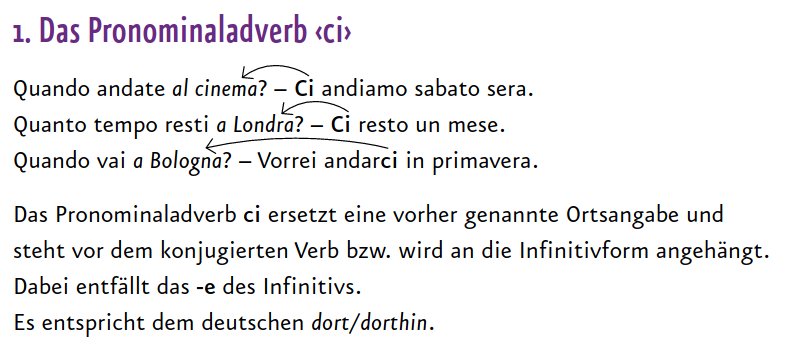 1. Das Pronominaladverb ‹ci›
Quando andate al cinema? – Ci andiamo sabato sera.
Quanto tempo resti a Londra? – Ci resto un mese.
Quando vai a Bologna? – Vorrei andarci in primavera.
Das Pronominaladverb ci ersetzt eine vorher genannte Ortsangabe und
steht vor dem konjugierten Verb bzw. wird an die Infinitivform angehängt.
Dabei entfällt das -e des Infinitivs.
Es entspricht dem deutschen dort/dorthin.